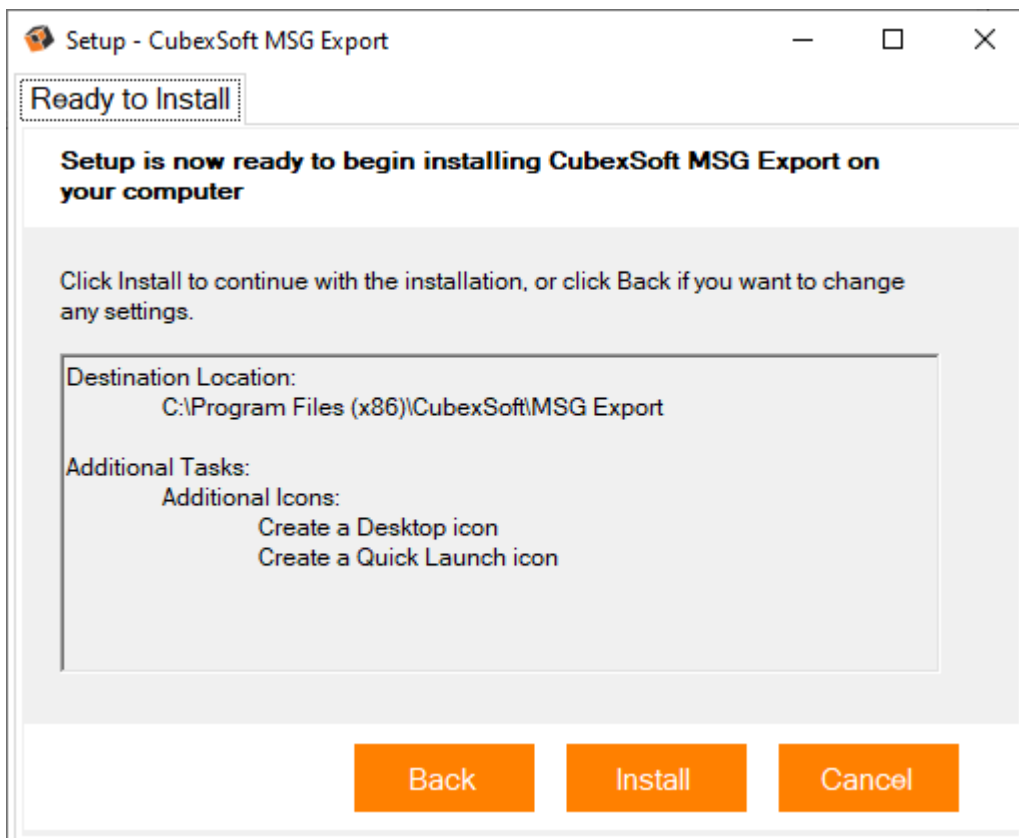 Setup - CubexSoft MSG Export
Ready to Install
Setup is now ready to begin installing CubexSoft MSG Export on
your computer
Click Install to continue with the installation, or click Back if you want to change
any settings.
Destination Location:
C:\Program Files (x86)\CubexSoft\MSG Export
Additional Tasks:
Additional Icons:
Create a Desktop icon
Create a Quick Launch icon
Back Install Cancel